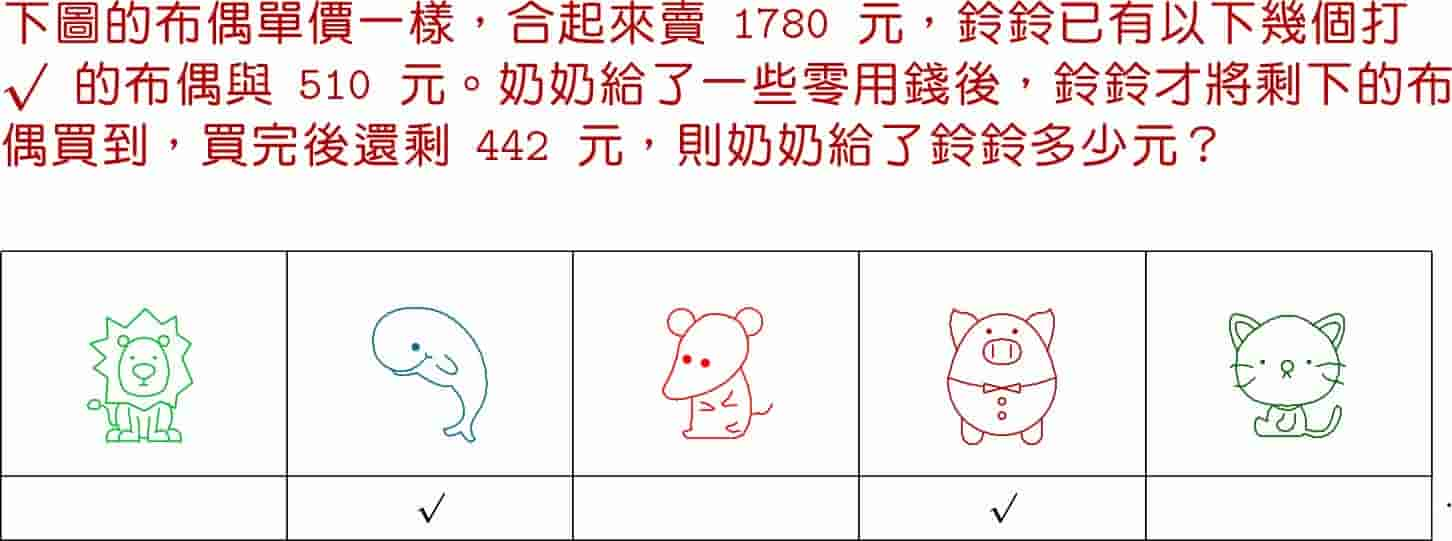 下圖的布偶單價一樣，合起來賣 1780 元，鈴鈴已有以下幾個打
√ 的布偶與 510 元。奶奶給了一些零用錢後，鈴鈴才將剩下的布
偶買到，買完後還剩 442 元，則奶奶給了鈴鈴多少元？
√ √ .